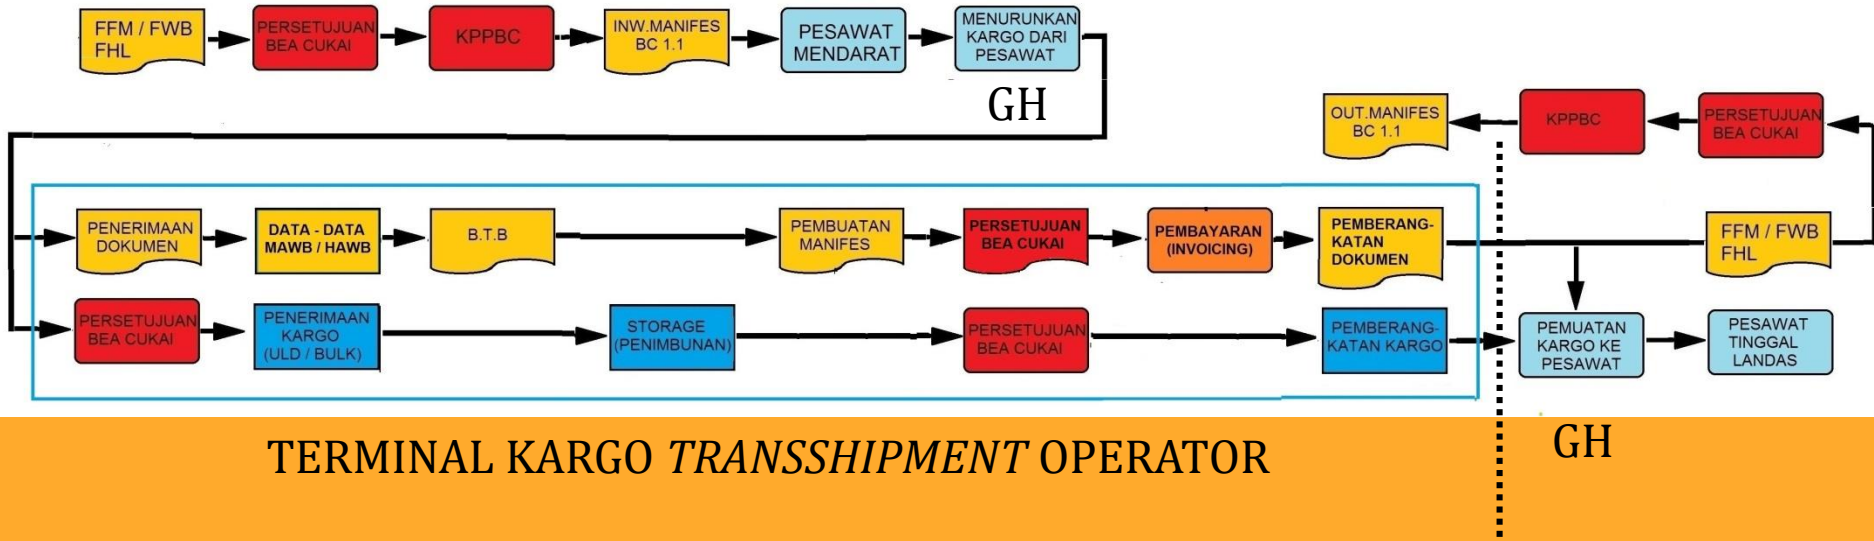 FFM / FWB
FHL
PERSETUJUAN
BEA CUKAI
KPPBC
INW.MANIFES
BC 1.1
PESAWAT
MENDARAT
MENURUNKAN
KARGO DARI
PESAWAT
GH
OUT.MANIFES
BC 1.1
KPPBC
PERSETUJUAN
BEA CUKAI
PENERIMAAN
DOKUMEN
DATA - DATA
MAWB / HAWB
B.T.B
PEMBUATAN
MANIFES
PERSETUJUAN
BEA CUKAI
PEMBAYARAN
(INVOICING)
PEMBERANG-
KATAN
DOKUMEN
FFM / FWB
FHL
PERSETUJUAN
BEA CUKAI
PENERIMAAN
KARGO
(ULD / BULK)
STORAGE
(PENIMBUNAN)
PERSETUJUAN
BEA CUKAI
PEMBERANG-
KATAN KARGO
PEMUATAN
KARGO KE
PESAWAT
PESAWAT
TINGGAL
LANDAS
TERMINAL KARGO TRANSSHIPMENT OPERATOR
GH